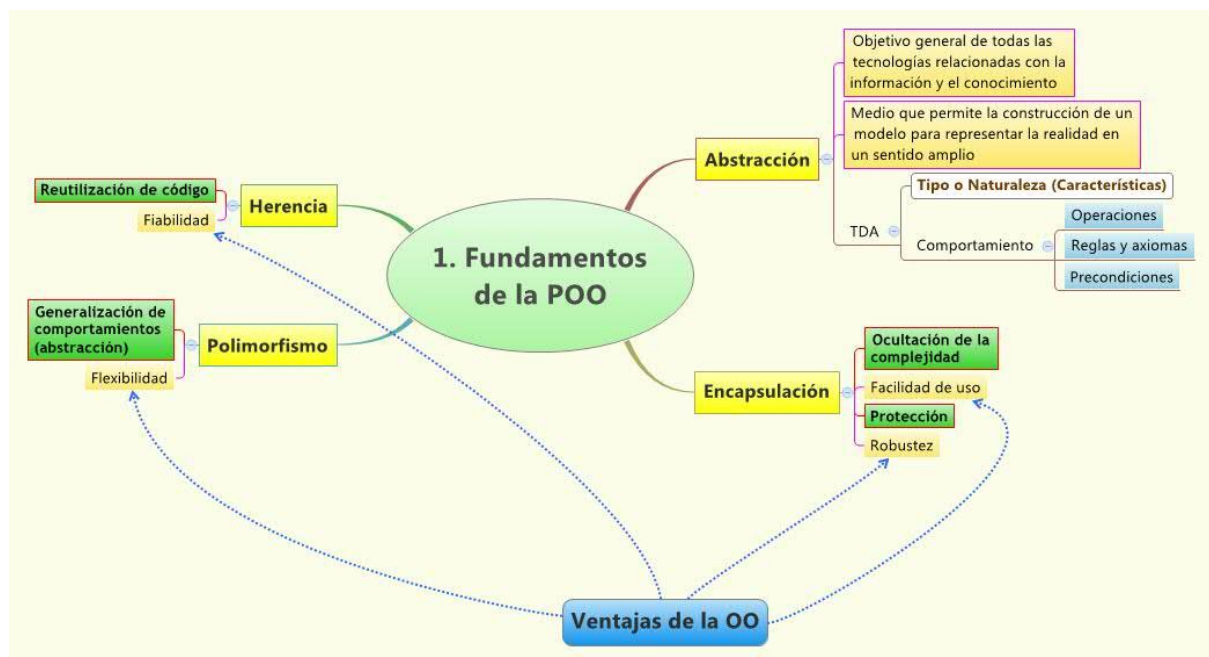 1. Fundamentos
de la POO
Abstracción
Objetivo general de todas las
tecnologías relacionadas con la
información y el conocimiento
Medio que permite la construcción de un
modelo para representar la realidad en
un sentido amplio
TDA
Tipo o Naturaleza (Características)
Comportamiento
Operaciones
Reglas y axiomas
Precondiciones
Encapsulación
Ocultación de la
complejidad
Facilidad de uso
Protección
Robustez
Herencia
Reutilización de código
Fiabilidad
Polimorfismo
Generalización de
comportamientos
(abstracción)
Flexibilidad
Ventajas de la OO